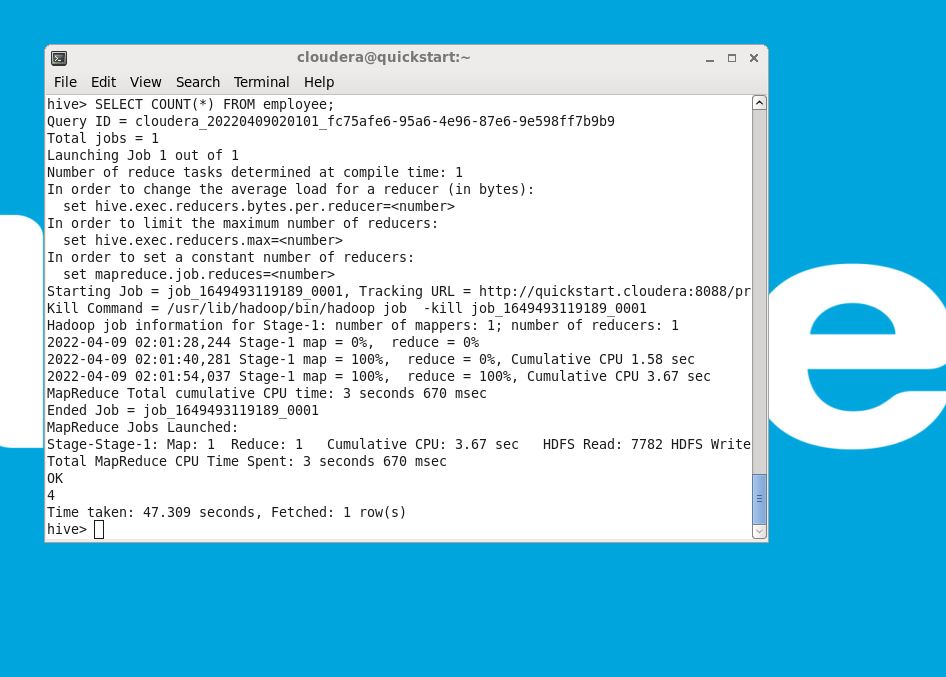 cloudera@quickstart:~
File Edit View Search Terminal Help
hive> SELECT COUNT(*) FROM employee;
Query ID = cloudera_20220409020101_fc75afe6-95a6-4e96-87e6-9e598ff7b9b9
Total jobs = 1
Launching Job 1 out of 1
Number of reduce tasks determined at compile time: 1
In order to change the average load for a reducer (in bytes):
  set hive.exec.reducers.bytes.per.reducer=<number>
In order to limit the maximum number of reducers:
  set hive.exec.reducers.max=<number>
In order to set a constant number of reducers:
  set mapreduce.job.reduces=<number>
Starting Job = job_1649493119189_0001, Tracking URL = http://quickstart.cloudera:8088/pr
Kill Command = /usr/lib/hadoop/bin/hadoop job  -kill job_1649493119189_0001
Hadoop job information for Stage-1: number of mappers: 1; number of reducers: 1
2022-04-09 02:01:28,244 Stage-1 map = 0%,  reduce = 0%
2022-04-09 02:01:40,281 Stage-1 map = 100%,  reduce = 0%, Cumulative CPU 1.58 sec
2022-04-09 02:01:54,037 Stage-1 map = 100%,  reduce = 100%, Cumulative CPU 3.67 sec
MapReduce Total cumulative CPU time: 3 seconds 670 msec
Ended Job = job_1649493119189_0001
MapReduce Jobs Launched:
Stage-Stage-1: Map: 1  Reduce: 1   Cumulative CPU: 3.67 sec   HDFS Read: 7782 HDFS Write
Total MapReduce CPU Time Spent: 3 seconds 670 msec
OK
4
Time taken: 47.309 seconds, Fetched: 1 row(s)
hive>
e